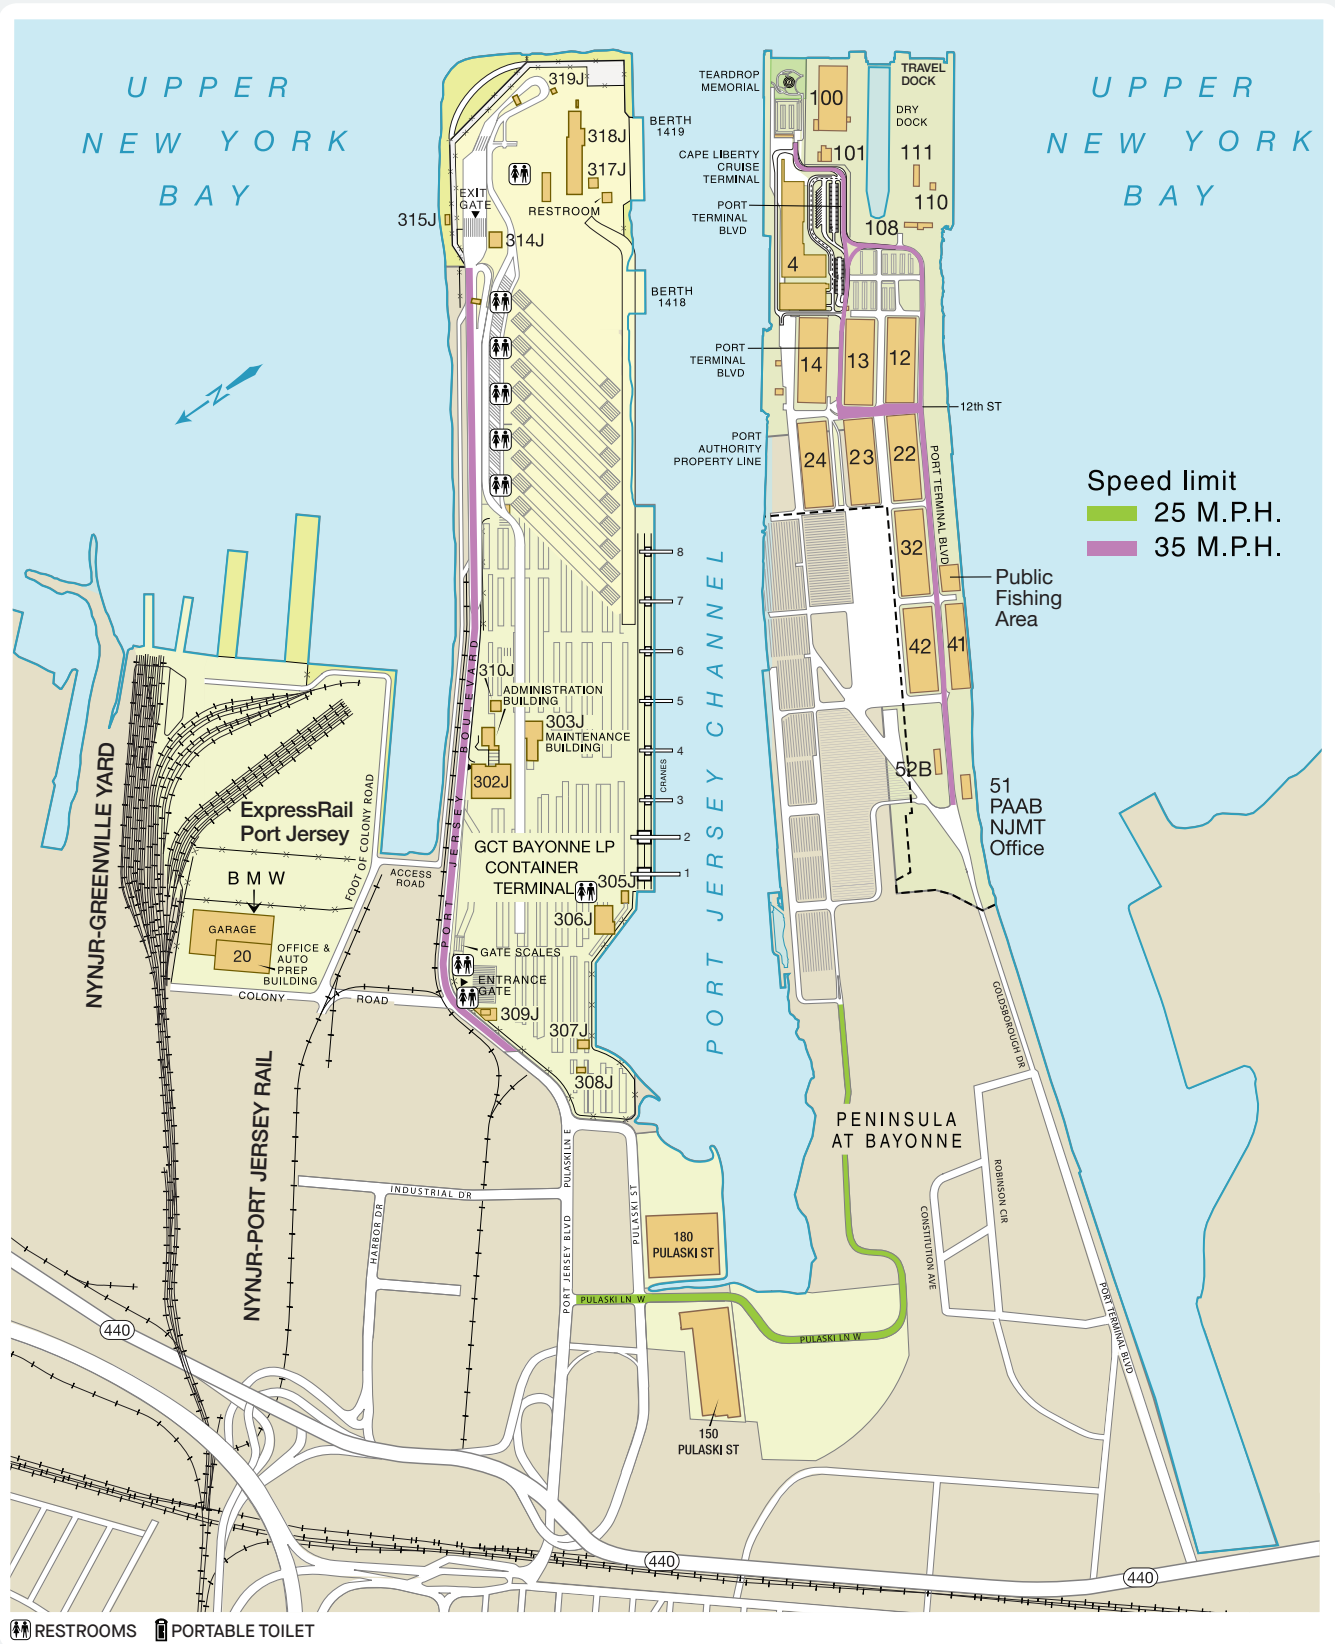 UPPER
NEW YORK
BAY
UPPER
NEW YORK
BAY
319J
318J
317J
RESTROOM
EXIT
GATE
315J
314J
BERTH
1419
BERTH
1418
TEARDROP
MEMORIAL
CAPE LIBERTY
CRUISE
TERMINAL
PORT
TERMINAL
BLVD
100
101
TRAVEL
DOCK
DRY
DOCK
111
110
108
4
PORT
TERMINAL
BLVD
14
13
12
12th ST
PORT
AUTHORITY
PROPERTY LINE
24
23
22
PORT TERMINAL BLVD
32
42
41
Public
Fishing
Area
52B
51
PAAB
NJMT
Office
Speed limit
25 M.P.H.
35 M.P.H.
N
8
7
6
5
4
3
2
1
CRANES
PORT JERSEY CHANNEL
310J
ADMINISTRATION
BUILDING
303J
MAINTENANCE
BUILDING
302J
PORT JERSEY BOULEVARD
GCT BAYONNE LP
CONTAINER
TERMINAL
305J
306J
GATE SCALES
ENTRANCE
GATE
309J
307J
308J
NYNJR-GREENVILLE YARD
ExpressRail
Port Jersey
FOOT OF COLONY ROAD
ACCESS
ROAD
BMW
GARAGE
20
OFFICE &
AUTO
PREP
BUILDING
COLONY ROAD
NYNJR-PORT JERSEY RAIL
INDUSTRIAL DR
HARBOR DR
PULASKI LN E
PORT JERSEY BLVD
PULASKI ST
180
PULASKI ST
PULASKI LN W
PULASKI LN W
150
PULASKI ST
PENINSULA
AT BAYONNE
GOLDSBOROUGH DR
ROBINSON CIR
CONSTITUTION AVE
PORT TERMINAL BLVD
440
440
440
RESTROOMS
PORTABLE TOILET